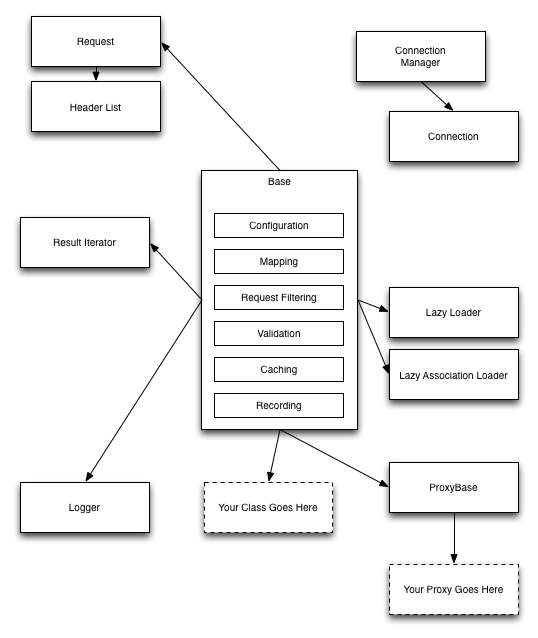 Request
Connection
Manager
Header List
Connection
Base
Configuration
Result Iterator
Mapping
Request Filtering
Lazy Loader
Validation
Caching
Lazy Association Loader
Recording
ProxyBase
Logger
Your Class Goes Here
Your Proxy Goes Here